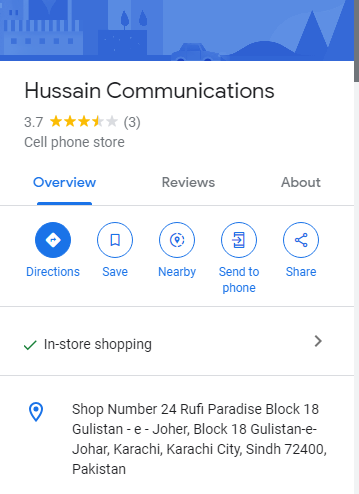 Hussain Communications
3.7 (3)
Cell phone store
Overview Reviews About
Directions Save Nearby Send to phone Share
In-store shopping
Shop Number 24 Rufi Paradise Block 18
Gulistan - e - Joher, Block 18 Gulistan-e-
Johar, Karachi, Karachi City, Sindh 72400,
Pakistan